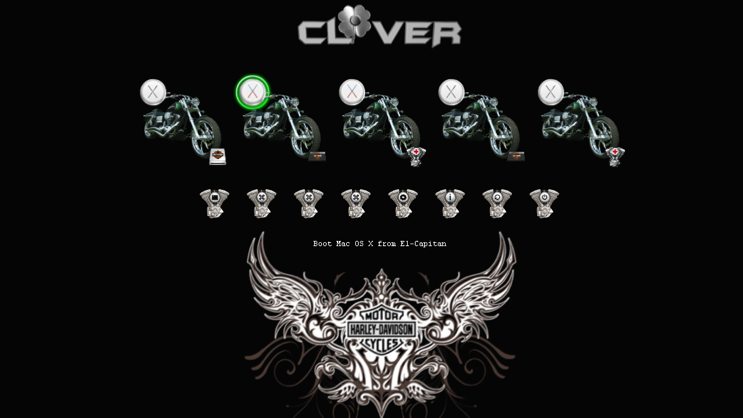 CLOVER
X
X
X
X
X
Boot Mac OS X from El-Capitan
MOTOR
HARLEY-DAVIDSON
CYCLES